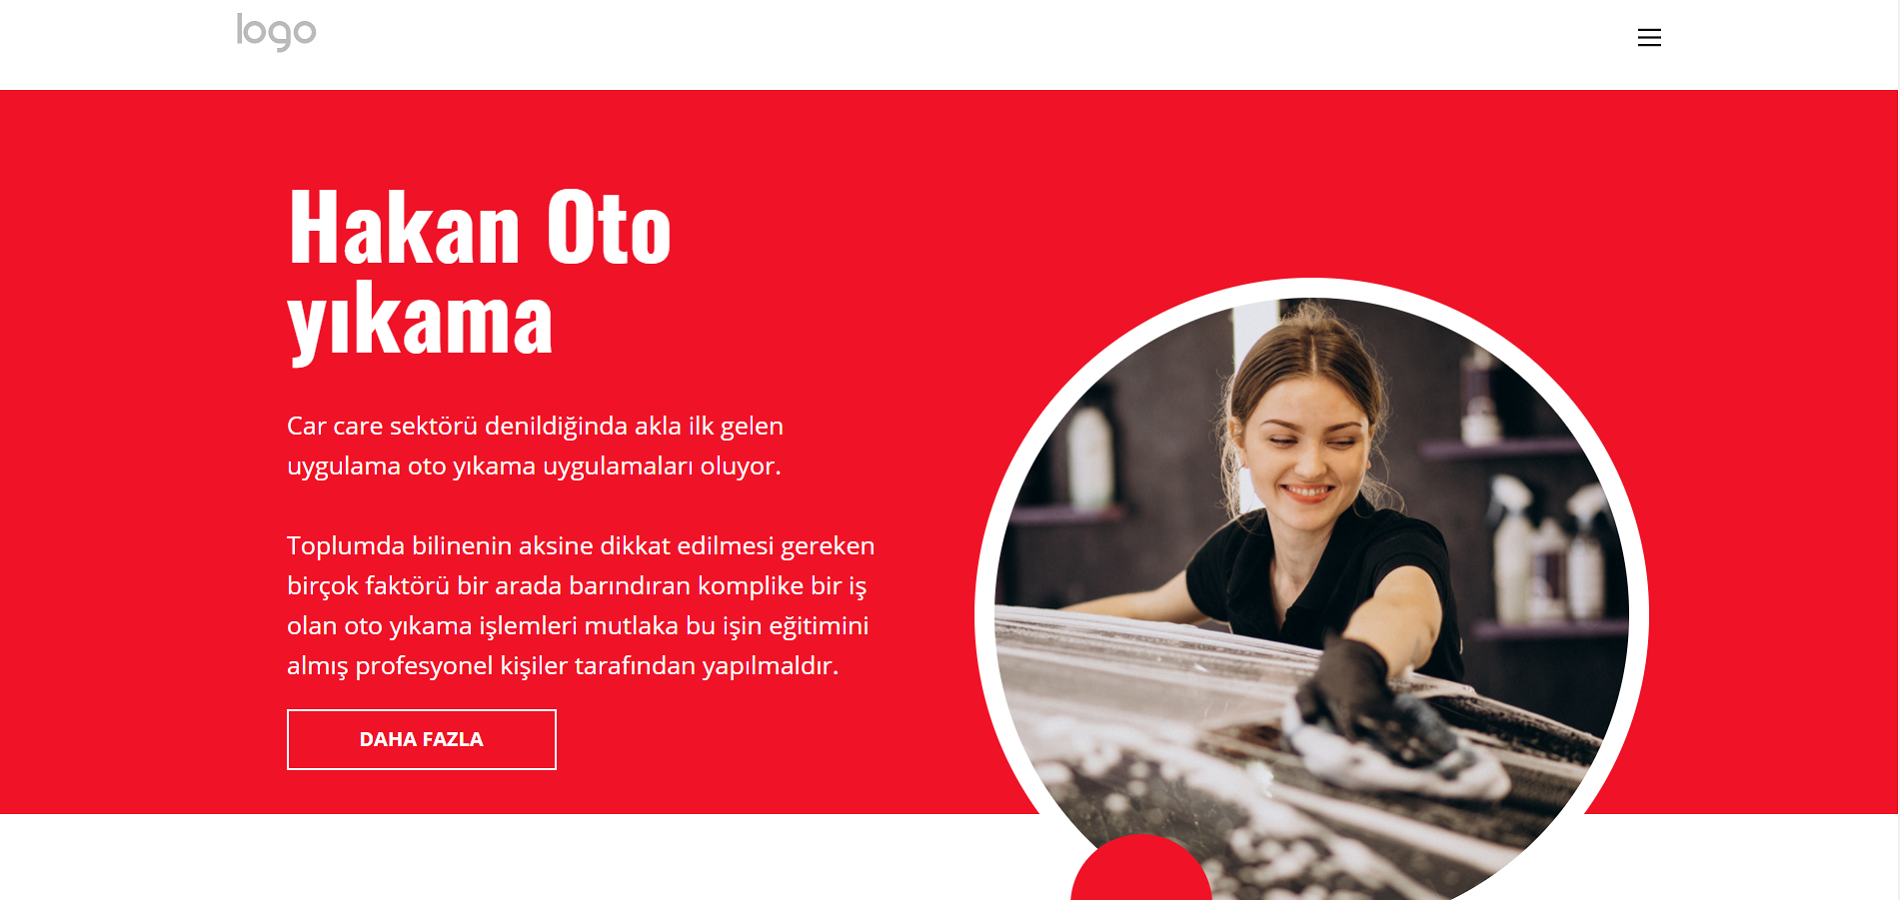 logo
Hakan Oto
yıkama
Car care sektörü denildiğinda akla ilk gelen
uygulama oto yıkama uygulamaları oluyor.
Toplumda bilinenin aksine dikkat edilmesi gereken
birçok faktörü bir arada barındıran komplike bir iş
olan oto yıkama işlemleri mutlaka bu işin eğitimini
almış profesyonel kişiler tarafından yapılmaldır.
DAHA FAZLA